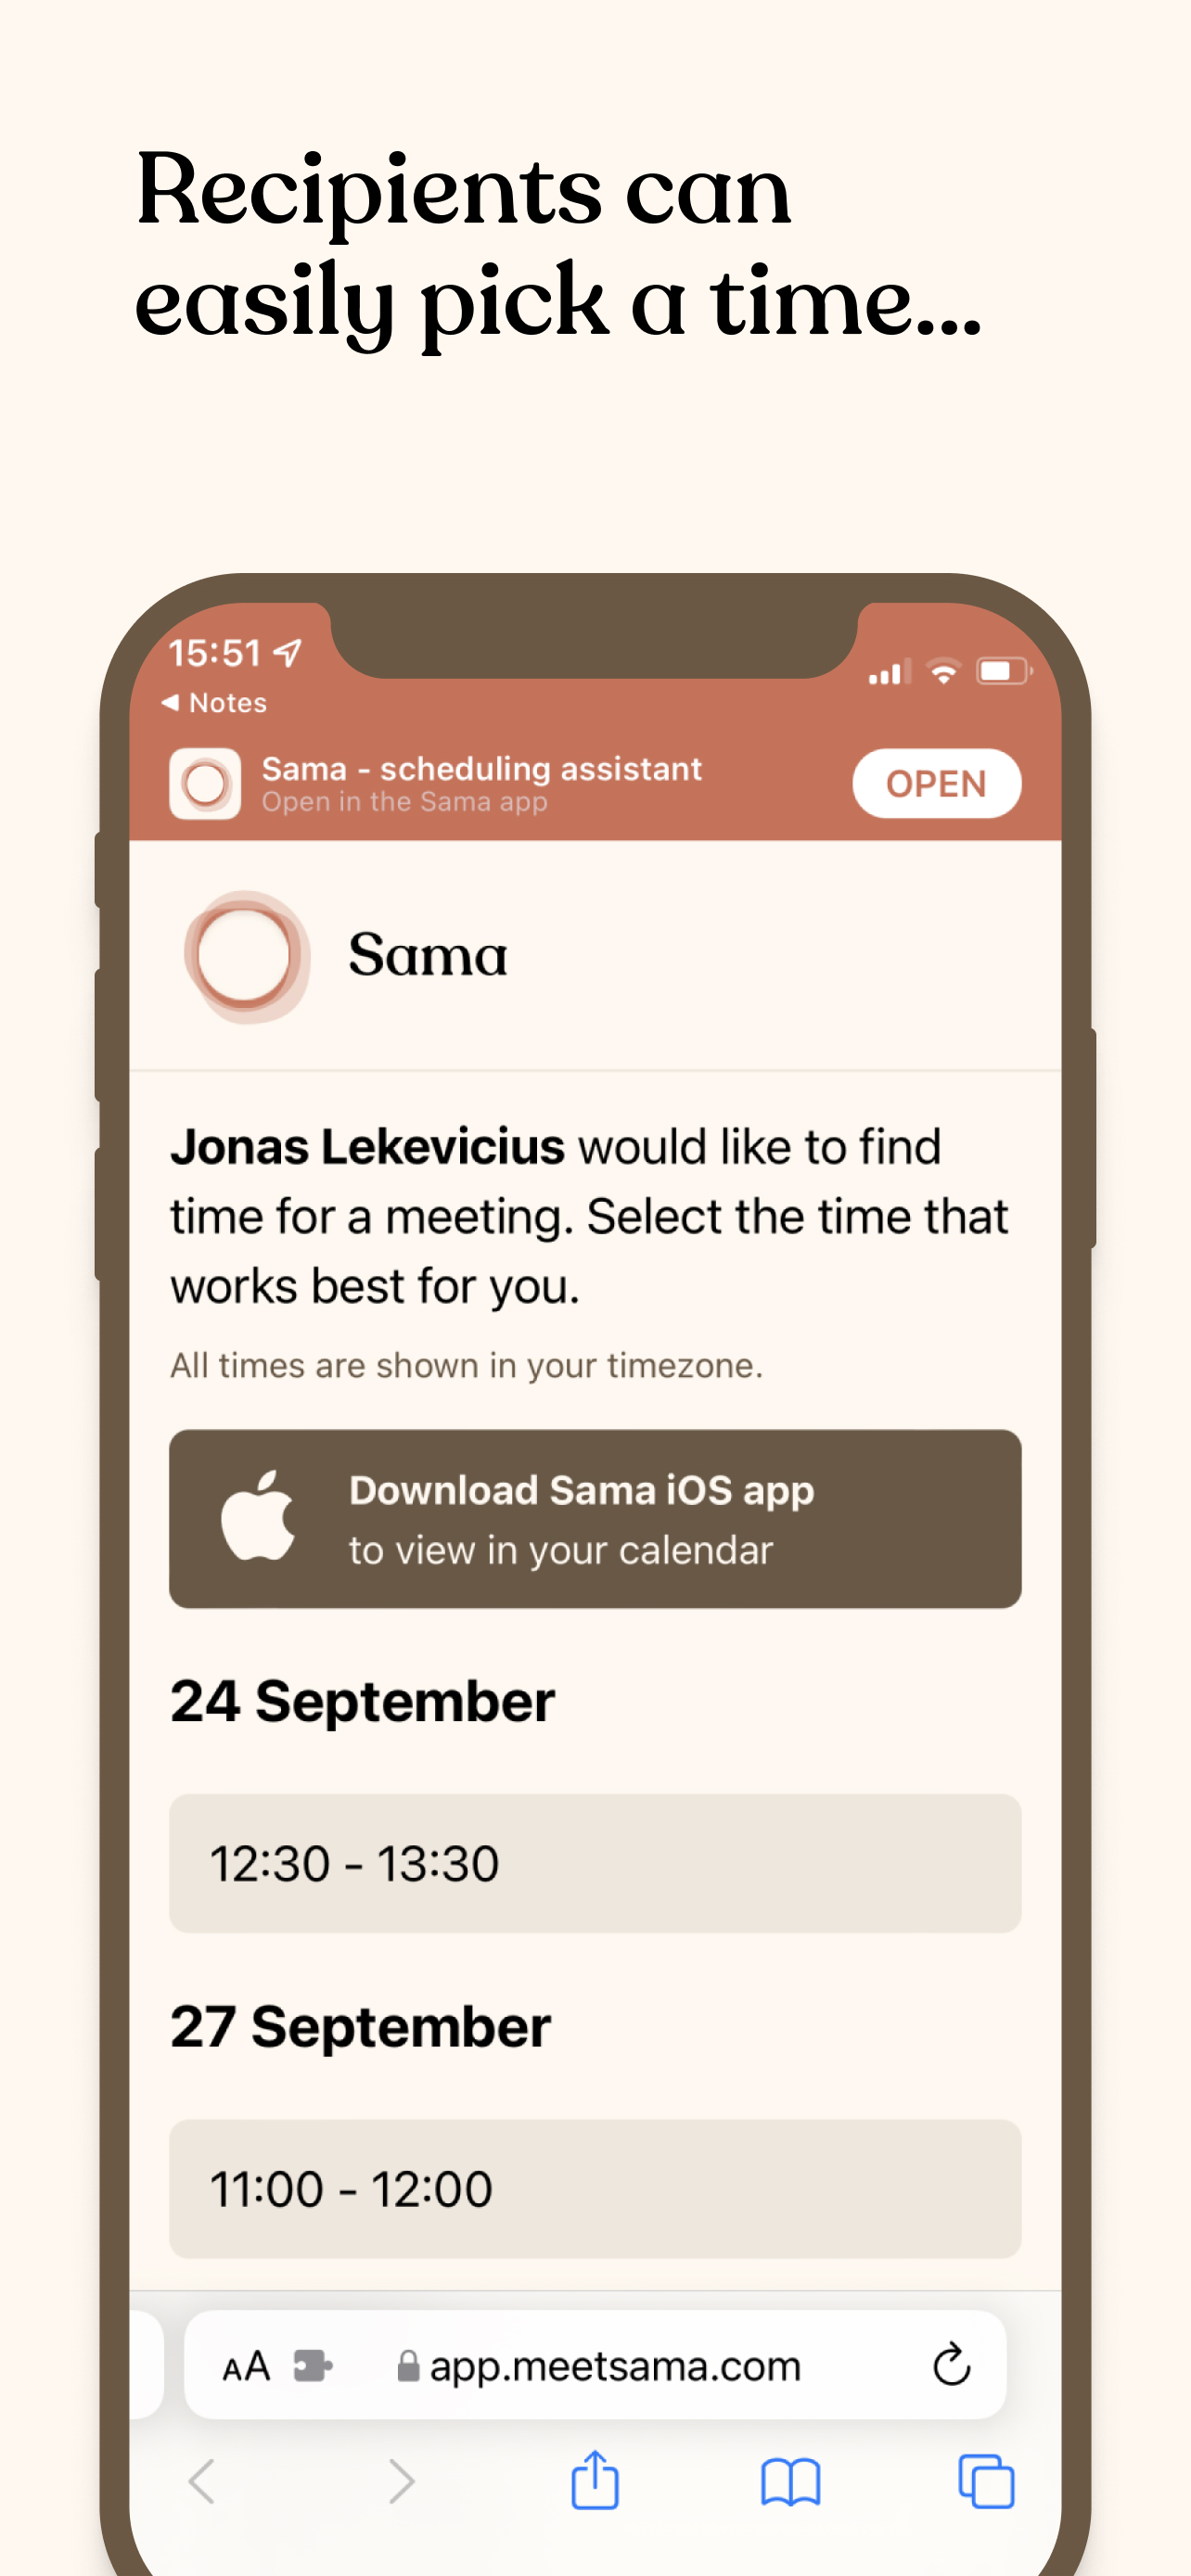 Recipients can
easily pick a time...
15:51
◀ Notes
Sama - scheduling assistant
Open in the Sama app
OPEN
Sama
Jonas Lekevicius would like to find
time for a meeting. Select the time that
works best for you.
All times are shown in your timezone.
Download Sama iOS app
to view in your calendar
24 September
12:30 - 13:30
27 September
11:00 - 12:00
AA app.meetsama.com